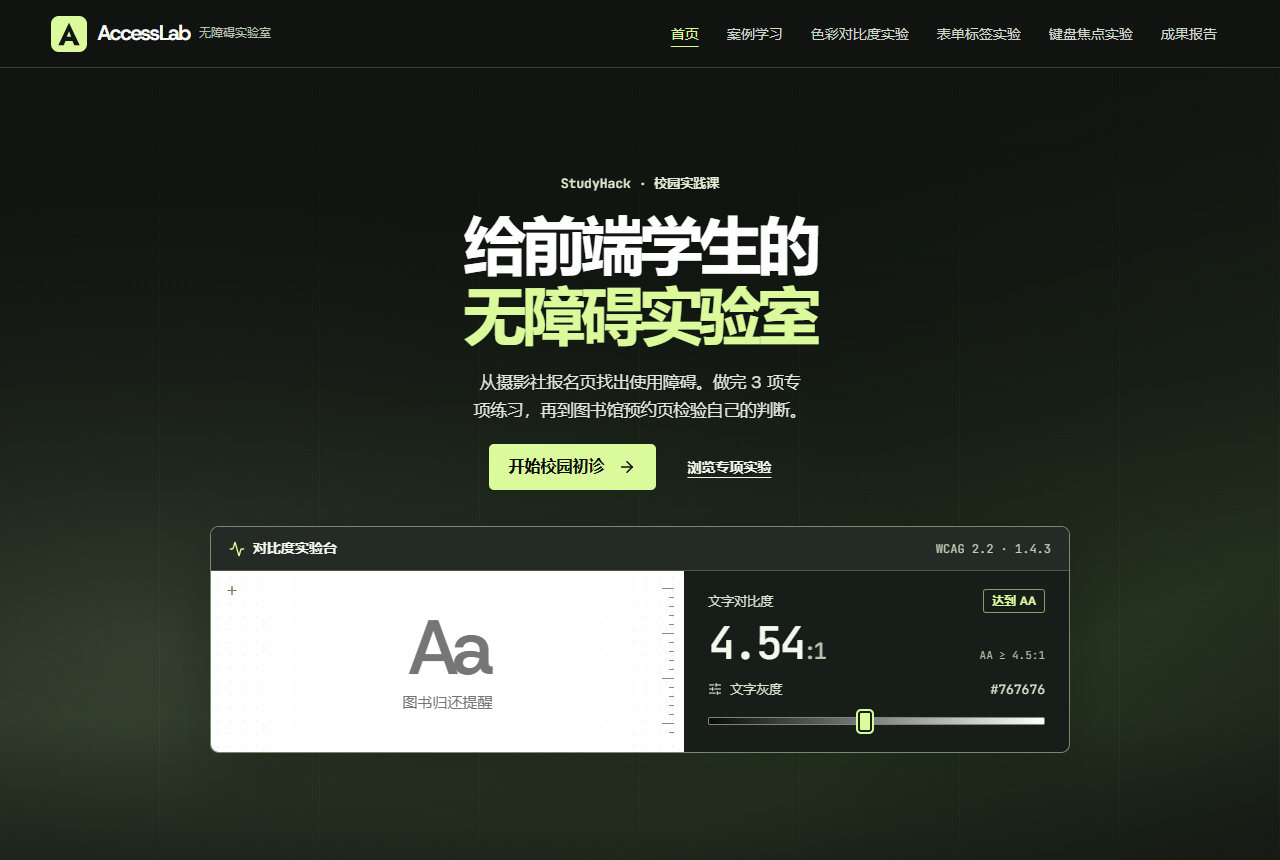 A AccessLab 无障碍实验室
首页 案例学习 色彩对比度实验 表单标签实验 键盘焦点实验 成果报告
StudyHack · 校园实践课
给前端学生的
无障碍实验室
从摄影社报名页找出使用障碍。做完 3 项专
项练习，再到图书馆预约页检验自己的判断。
开始校园初诊 → 浏览专项实验
对比度实验台 WCAG 2.2 · 1.4.3
Aa
图书归还提醒
文字对比度 达到 AA
4.54:1 AA ≥ 4.5:1
文字灰度 #767676